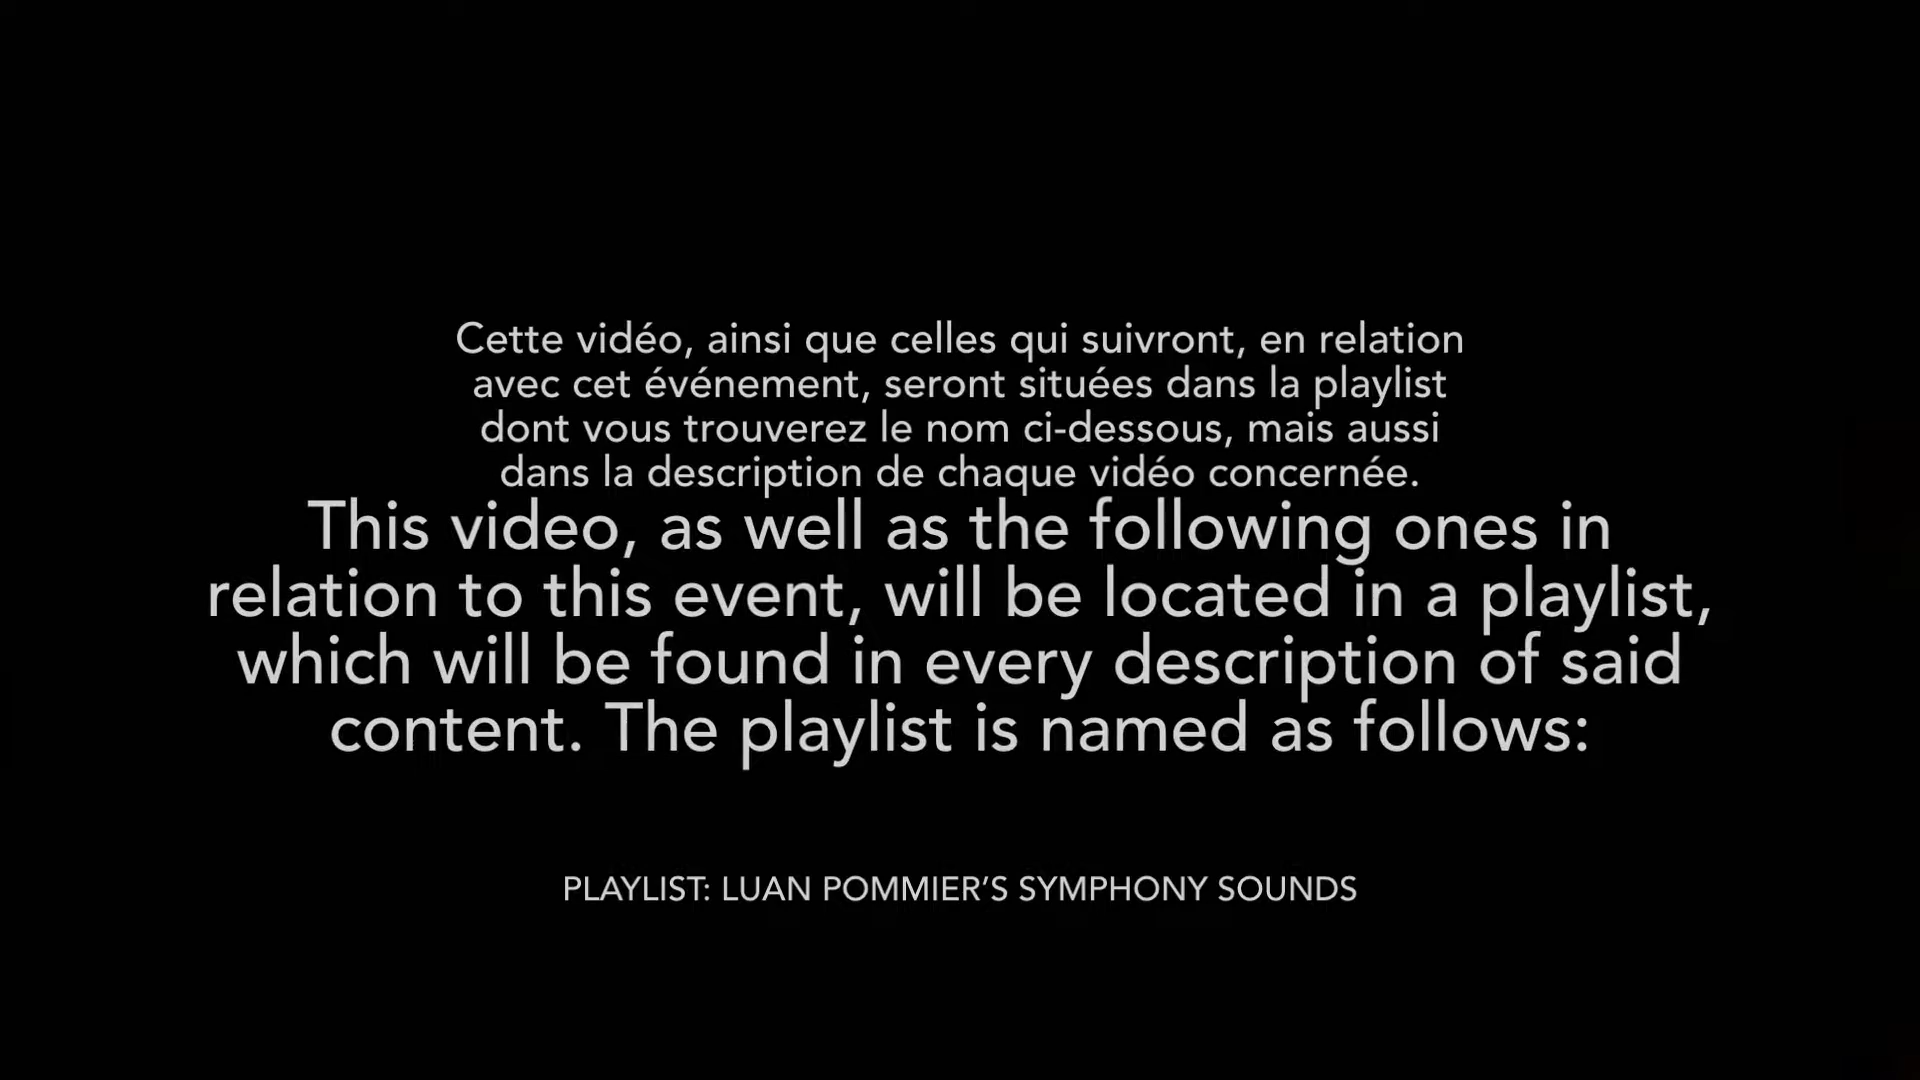 Cette vidéo, ainsi que celles qui suivront, en relation
avec cet événement, seront situées dans la playlist
dont vous trouverez le nom ci-dessous, mais aussi
dans la description de chaque vidéo concernée.
This video, as well as the following ones in
relation to this event, will be located in a playlist,
which will be found in every description of said
content. The playlist is named as follows:
PLAYLIST: LUAN POMMIER’S SYMPHONY SOUNDS